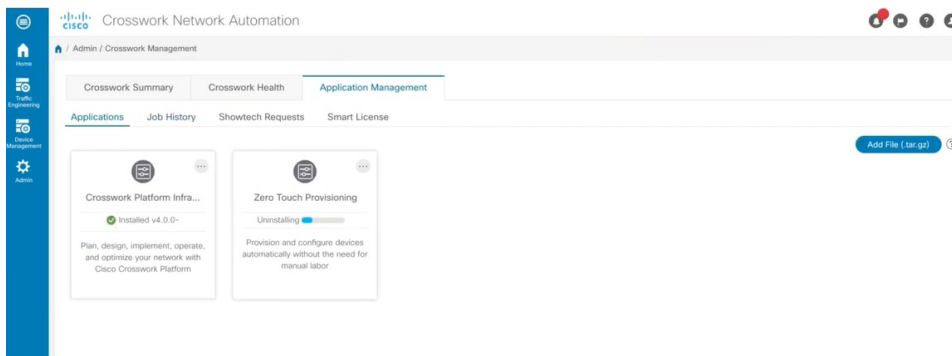 CISCO Crosswork Network Automation
Home
Traffic
Engineering
Device
Management
Admin
/ Admin / Crosswork Management
Crosswork Summary Crosswork Health Application Management
Applications Job History Showtech Requests Smart License
Add File (.tar.gz) ?
Crosswork Platform Infra...
Installed v4.0.0-
Plan, design, implement, operate,
and optimize your network with
Cisco Crosswork Platform
Zero Touch Provisioning
Uninstalling
Provision and configure devices
automatically without the need for
manual labor